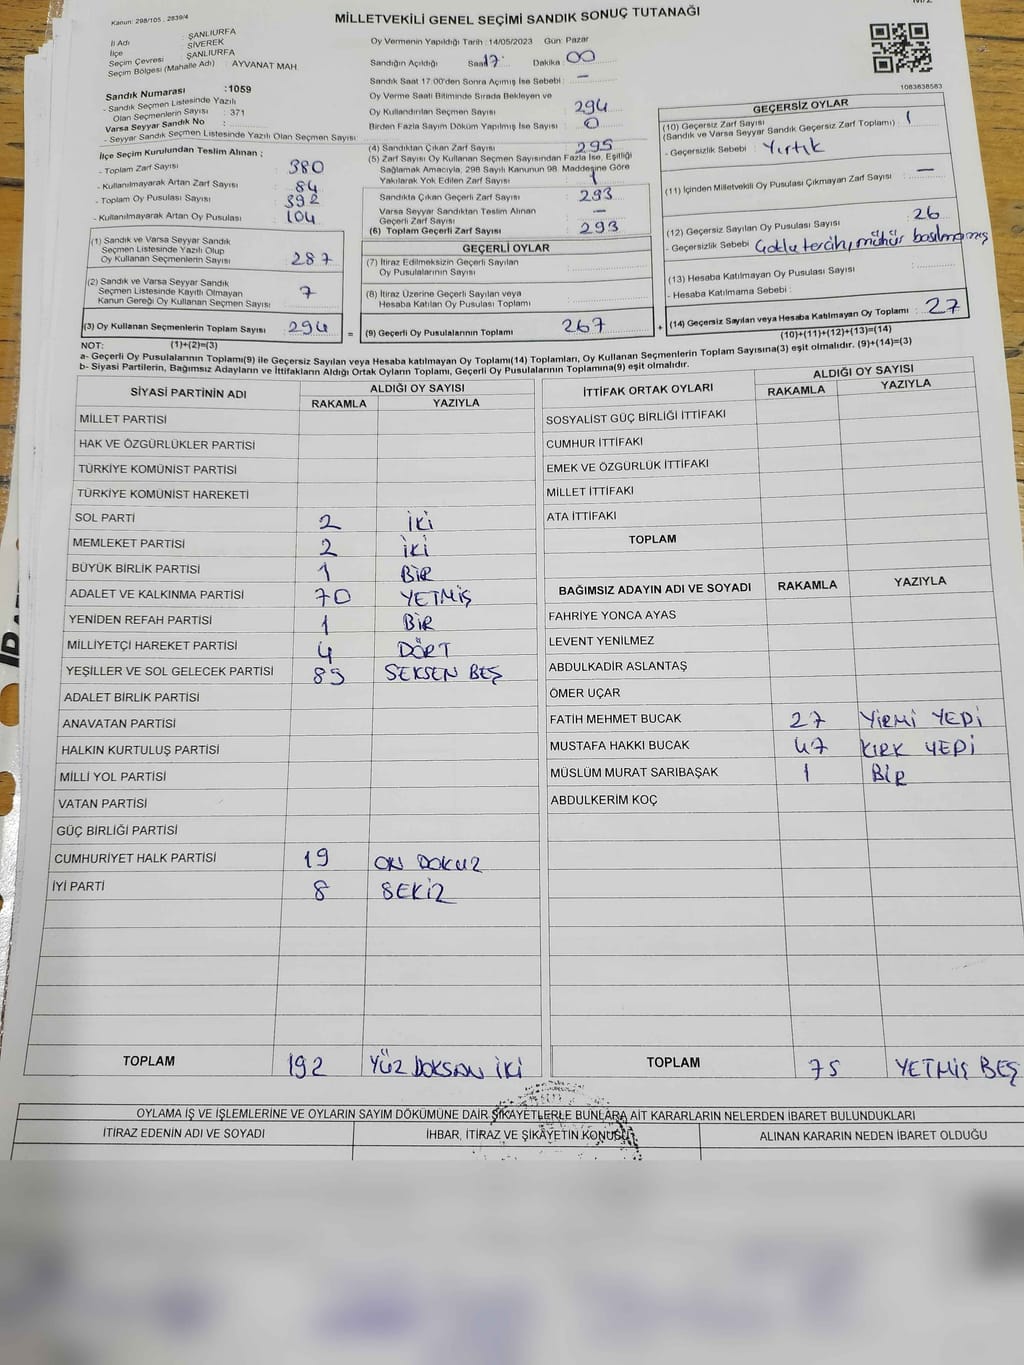 Kanun: 298/105 . 2839/4
MİLLETVEKİLİ GENEL SEÇİMİ SANDIK SONUÇ TUTANAĞI
İl Adı : ŞANLIURFA
İlçe : SİVEREK
Seçim Çevresi : ŞANLIURFA
Seçim Bölgesi (Mahalle Adı) : AYVANAT MAH.
Sandık Numarası :1059
- Sandık Seçmen Listesinde Yazılı
Olan Seçmenlerin Sayısı : 371
Varsa Seyyar Sandık No :
- Seyyar Sandık Seçmen Listesinde Yazılı Olan Seçmen Sayısı :
Oy Vermenin Yapıldığı Tarih :14/05/2023 Gün: Pazar
Sandığın Açıldığı Saat 17 Dakika : 00
Sandık Saat 17:00'den Sonra Açımış İse Sebebi : —
Oy Verme Saati Bitiminde Sırada Bekleyen ve
Oy Kullandırılan Seçmen Sayısı : 294
Birden Fazla Sayım Döküm Yapılmış İse Sayısı : 0
1083838583
İlçe Seçim Kurulundan Teslim Alınan ;
- Toplam Zarf Sayısı : 380
- Kullanılmayarak Artan Zarf Sayısı : 84
- Toplam Oy Pusulası Sayısı : 392
- Kullanılmayarak Artan Oy Pusulası : 104
(4) Sandıktan Çıkan Zarf Sayısı : 295
(5) Zarf Sayısı Oy Kullanan Seçmen Sayısından Fazla İse, Eşitliği
Sağlamak Amacıyla, 298 Sayılı Kanunun 98. Maddesine Göre
Yakılarak Yok Edilen Zarf Sayısı : 1
Sandıkta Çıkan Geçerli Zarf Sayısı : 293
Varsa Seyyar Sandıktan Teslim Alınan
Geçerli Zarf Sayısı : —
(6) Toplam Geçerli Zarf Sayısı : 293
GEÇERSİZ OYLAR
(10) Geçersiz Zarf Sayısı : 1
(Sandık ve Varsa Seyyar Sandık Geçersiz Zarf Toplamı)
- Geçersizlik Sebebi : Yırtık
(11) İçinden Milletvekili Oy Pusulası Çıkmayan Zarf Sayısı : —
(12) Geçersiz Sayılan Oy Pusulası Sayısı : 26
- Geçersizlik Sebebi : Çoklu tercih, mühür basılmamış
(13) Hesaba Katılmayan Oy Pusulası Sayısı :
- Hesaba Katılmama Sebebi :
(14) Geçersiz Sayılan veya Hesaba Katılmayan Oy Toplamı : 27
(10)+(11)+(12)+(13)=(14)
(1) Sandık ve Varsa Seyyar Sandık
Seçmen Listesinde Yazılı Olup
Oy Kullanan Seçmenlerin Sayısı : 287
(2) Sandık ve Varsa Seyyar Sandık
Seçmen Listesinde Kayıtlı Olmayan
Kanun Gereği Oy Kullanan Seçmen Sayısı : 7
(3) Oy Kullanan Seçmenlerin Toplam Sayısı : 294 =
GEÇERLİ OYLAR
(7) İtiraz Edilmeksizin Geçerli Sayılan
Oy Pusulalarının Sayısı :
(8) İtiraz Üzerine Geçerli Sayılan veya
Hesaba Katılan Oy Pusulası Toplamı :
(9) Geçerli Oy Pusulalarının Toplamı : 267 +
NOT: (1)+(2)=(3)
a- Geçerli Oy Pusulalarının Toplamı(9) ile Geçersiz Sayılan veya Hesaba katılmayan Oy Toplamı(14) Toplamları, Oy Kullanan Seçmenlerin Toplam Sayısına(3) eşit olmalıdır. (9)+(14)=(3)
b- Siyasi Partilerin, Bağımsız Adayların ve İttifakların Aldığı Ortak Oyların Toplamı, Geçerli Oy Pusulalarının Toplamına(9) eşit olmalıdır.
SİYASİ PARTİNİN ADI ALDIĞI OY SAYISI
RAKAMLA YAZIYLA
MİLLET PARTİSİ
HAK VE ÖZGÜRLÜKLER PARTİSİ
TÜRKİYE KOMÜNİST PARTİSİ
TÜRKİYE KOMÜNİST HAREKETİ
SOL PARTİ 2 İKİ
MEMLEKET PARTİSİ 2 İKİ
BÜYÜK BİRLİK PARTİSİ 1 BİR
ADALET VE KALKINMA PARTİSİ 70 YETMİŞ
YENİDEN REFAH PARTİSİ 1 BİR
MİLLİYETÇİ HAREKET PARTİSİ 4 DÖRT
YEŞİLLER VE SOL GELECEK PARTİSİ 85 SEKSEN BEŞ
ADALET BİRLİK PARTİSİ
ANAVATAN PARTİSİ
HALKIN KURTULUŞ PARTİSİ
MİLLİ YOL PARTİSİ
VATAN PARTİSİ
GÜÇ BİRLİĞİ PARTİSİ
CUMHURİYET HALK PARTİSİ 19 ON DOKUZ
İYİ PARTİ 8 SEKİZ
TOPLAM 192 YÜZ DOKSAN İKİ
İTTİFAK ORTAK OYLARI ALDIĞI OY SAYISI
RAKAMLA YAZIYLA
SOSYALİST GÜÇ BİRLİĞİ İTTİFAKI
CUMHUR İTTİFAKI
EMEK VE ÖZGÜRLÜK İTTİFAKI
MİLLET İTTİFAKI
ATA İTTİFAKI
TOPLAM
BAĞIMSIZ ADAYIN ADI VE SOYADI RAKAMLA YAZIYLA
FAHRİYE YONCA AYAS
LEVENT YENİLMEZ
ABDULKADİR ASLANTAŞ
ÖMER UÇAR
FATİH MEHMET BUCAK 27 YİRMİ YEDİ
MUSTAFA HAKKI BUCAK 47 KIRK YEDİ
MÜSLÜM MURAT SARIBAŞAK 1 BİR
ABDULKERİM KOÇ
TOPLAM 75 YETMİŞ BEŞ
OYLAMA İŞ VE İŞLEMLERİNE VE OYLARIN SAYIM DÖKÜMÜNE DAİR ŞİKAYETLERLE BUNLARA AİT KARARLARIN NELERDEN İBARET BULUNDUKLARI
İTİRAZ EDENİN ADI VE SOYADI İHBAR, İTİRAZ VE ŞİKAYETİN KONUSU ALINAN KARARIN NEDEN İBARET OLDUĞU